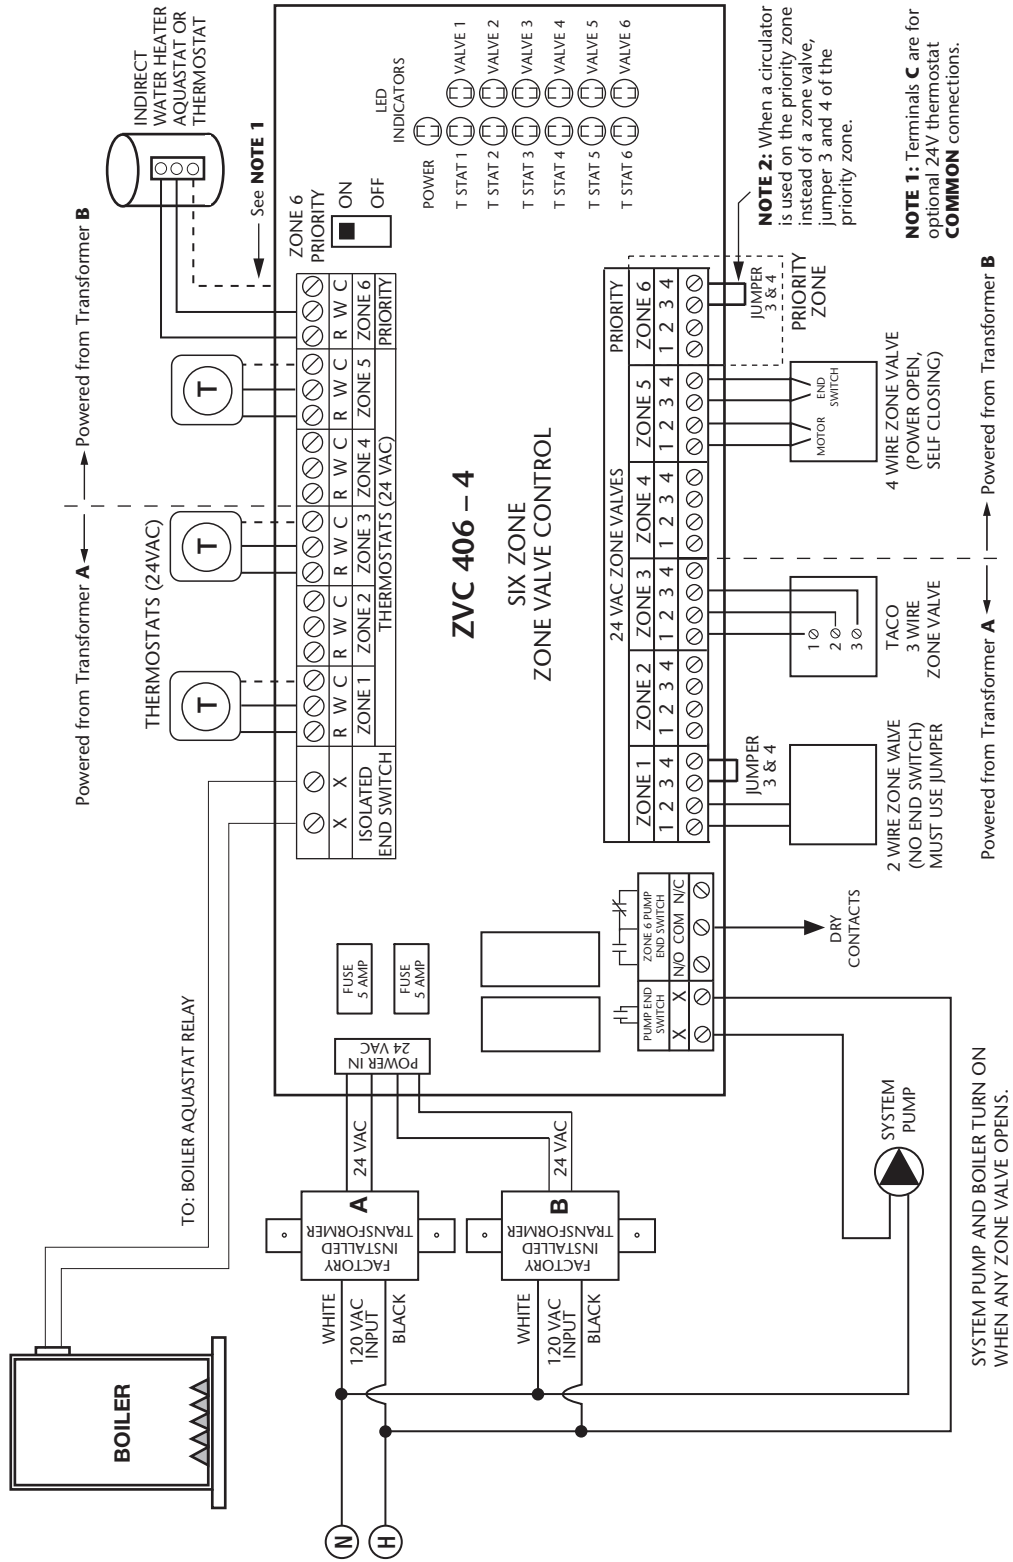 BOILER
TO: BOILER AQUASTAT RELAY
N
H
WHITE
120 VAC
INPUT
BLACK
FACTORY
INSTALLED
TRANSFORMER
A
24 VAC
WHITE
120 VAC
INPUT
BLACK
FACTORY
INSTALLED
TRANSFORMER
B
24 VAC
POWER IN
24 VAC
FUSE
5 AMP
FUSE
5 AMP
Powered from Transformer A
Powered from Transformer B
THERMOSTATS (24VAC)
T
T
T
INDIRECT
WATER HEATER
AQUASTAT OR
THERMOSTAT
See NOTE 1
X X
ISOLATED
END SWITCH
R W C
ZONE 1
R W C
ZONE 2
R W C
ZONE 3
R W C
ZONE 4
R W C
ZONE 5
R W C
ZONE 6
THERMOSTATS (24 VAC)
PRIORITY
ZONE 6
PRIORITY
ON
OFF
LED
INDICATORS
POWER
T STAT 1 VALVE 1
T STAT 2 VALVE 2
T STAT 3 VALVE 3
T STAT 4 VALVE 4
T STAT 5 VALVE 5
T STAT 6 VALVE 6
ZVC 406 – 4
SIX ZONE
ZONE VALVE CONTROL
24 VAC ZONE VALVES
PRIORITY
ZONE 1
1 2 3 4
ZONE 2
1 2 3 4
ZONE 3
1 2 3 4
ZONE 4
1 2 3 4
ZONE 5
1 2 3 4
ZONE 6
1 2 3 4
PUMP END
SWITCH
X X
ZONE 6 PUMP
END SWITCH
N/O COM N/C
DRY
CONTACTS
SYSTEM
PUMP
SYSTEM PUMP AND BOILER TURN ON
WHEN ANY ZONE VALVE OPENS.
JUMPER
3 & 4
2 WIRE ZONE VALVE
(NO END SWITCH)
MUST USE JUMPER
1
2
3
TACO
3 WIRE
ZONE VALVE
MOTOR
END
SWITCH
4 WIRE ZONE VALVE
(POWER OPEN,
SELF CLOSING)
JUMPER
3 & 4
PRIORITY
ZONE
NOTE 2: When a circulator
is used on the priority zone
instead of a zone valve,
jumper 3 and 4 of the
priority zone.
NOTE 1: Terminals C are for
optional 24V thermostat
COMMON connections.
Powered from Transformer A
Powered from Transformer B